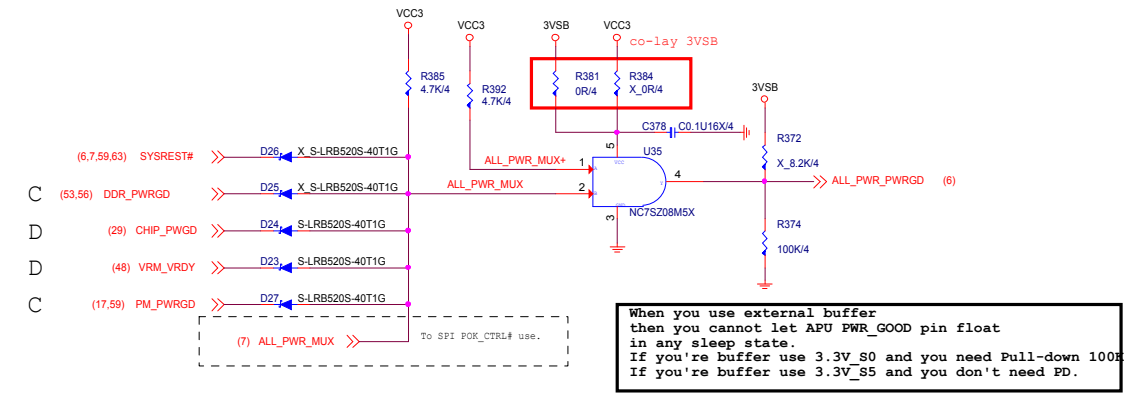 VCC3
VCC3
3VSB
VCC3
co-lay 3VSB
R385
4.7K/4
R392
4.7K/4
R381
0R/4
R384
X_0R/4
3VSB
C378
C0.1U16X/4
R372
X_8.2K/4
(6,7,59,63) SYSREST#
D26
X_S-LRB520S-40T1G
ALL_PWR_MUX+
1
5
VCC
U35
A
4
ALL_PWR_PWRGD (6)
C
(53,56) DDR_PWRGD
D25
X_S-LRB520S-40T1G
ALL_PWR_MUX
2
3
NC7SZ08M5X
D
(29) CHIP_PWGD
D24
S-LRB520S-40T1G
R374
100K/4
D
(48) VRM_VRDY
D23
S-LRB520S-40T1G
C
(17,59) PM_PWRGD
D27
S-LRB520S-40T1G
(7) ALL_PWR_MUX
To SPI POK_CTRL# use.
When you use external buffer
then you cannot let APU PWR_GOOD pin float
in any sleep state.
If you're buffer use 3.3V_S0 and you need Pull-down 100K
If you're buffer use 3.3V_S5 and you don't need PD.